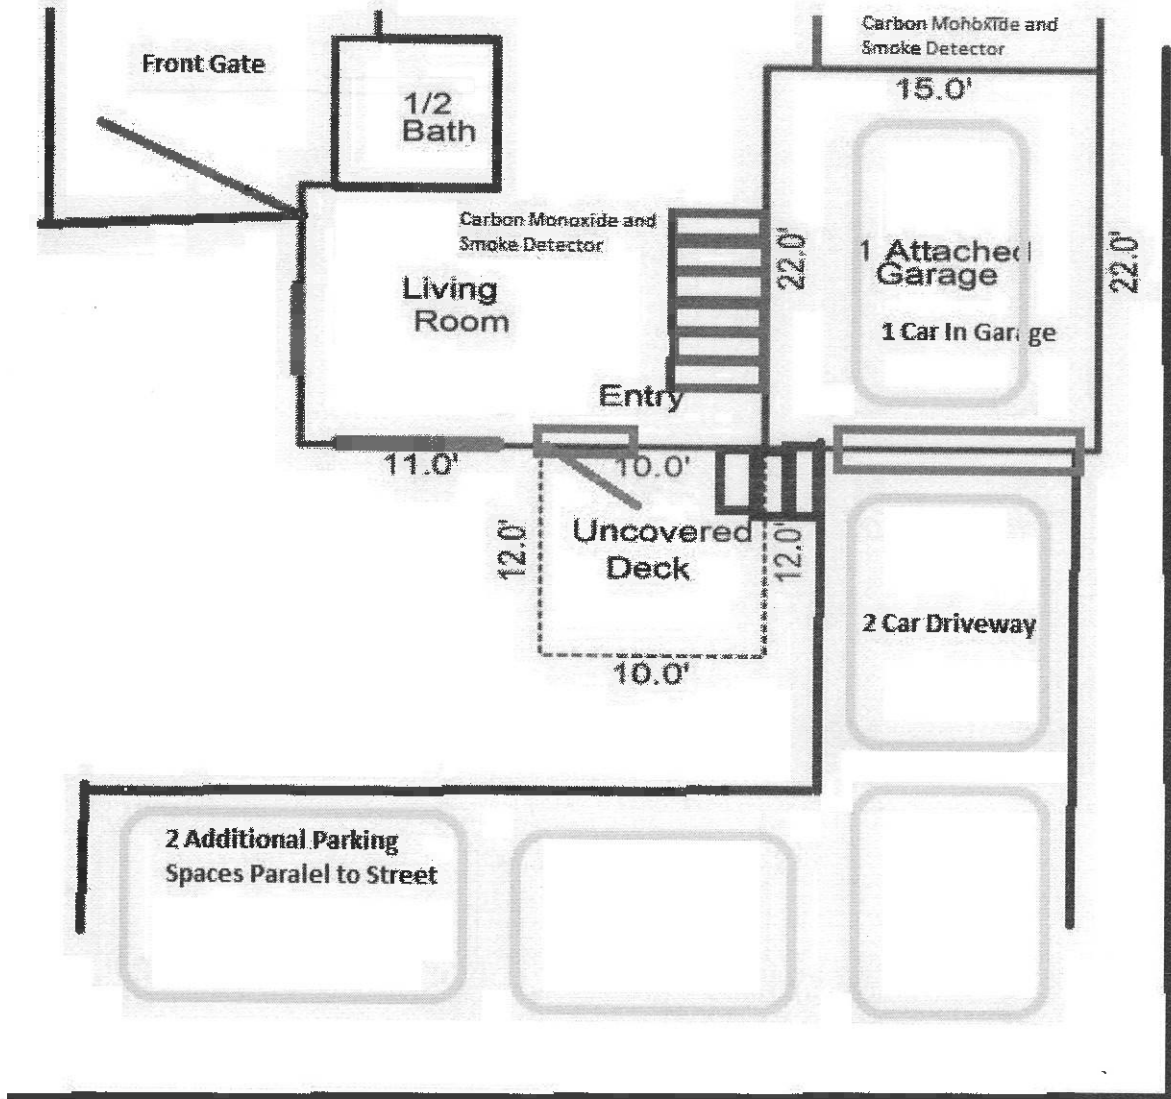 Carbon Monoxide and
Smoke Detector
Front Gate
15.0'
1/2
Bath
Carbon Monoxide and
Smoke Detector
22.0'
1 Attached
Garage
22.0'
Living
Room
1 Car In Garage
Entry
11.0'
10.0'
12.0'
Uncovered
Deck
12.0'
2 Car Driveway
10.0'
2 Additional Parking
Spaces Paralel to Street